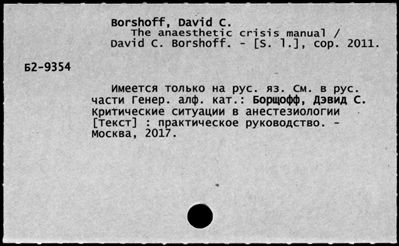 Borshoff, David C.
The anaesthetic crisis manual /
David C. Borshoff. - [S. l.], cop. 2011.
Б2-9354
Имеется только на рус. яз. См. в рус.
части Генер. алф. кат.: Борщофф, Дэвид С.
Критические ситуации в анестезиологии
[Текст] : практическое руководство. -
Москва, 2017.